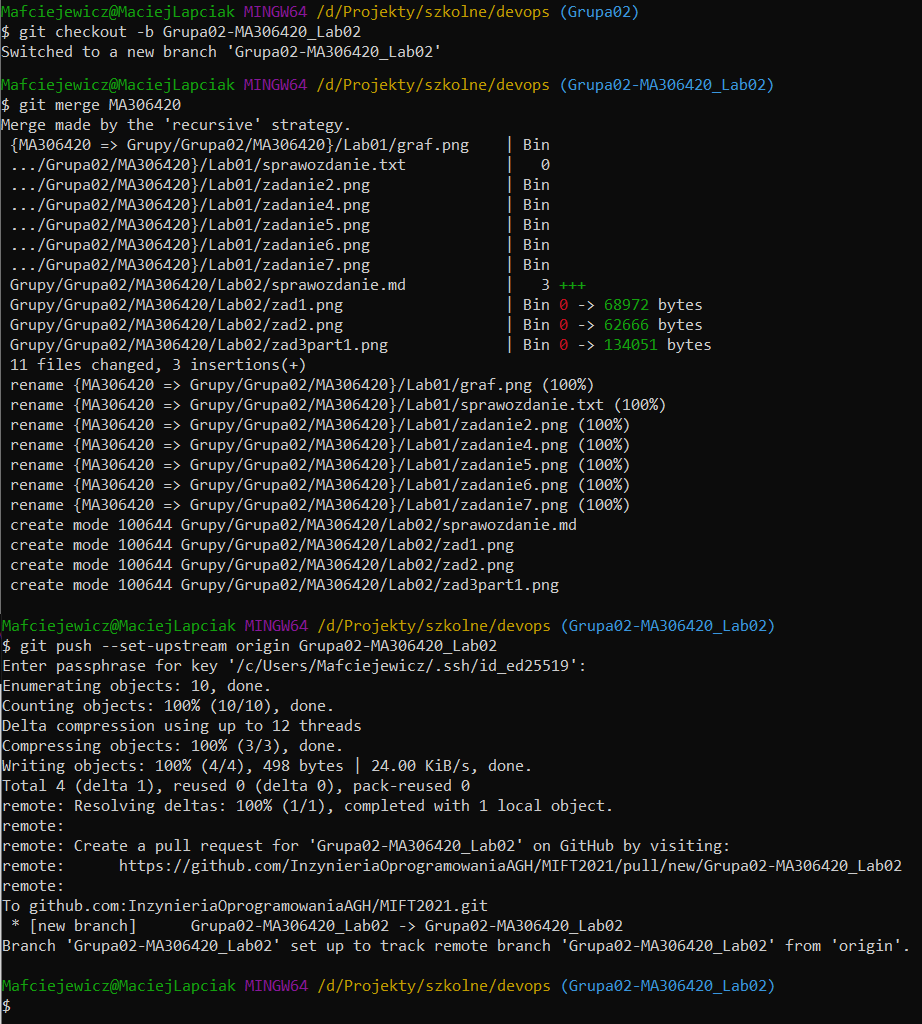 Mafciejewicz@MaciejLapciak MINGW64 /d/Projekty/szkolne/devops (Grupa02)
$ git checkout -b Grupa02-MA306420_Lab02
Switched to a new branch 'Grupa02-MA306420_Lab02'
Mafciejewicz@MaciejLapciak MINGW64 /d/Projekty/szkolne/devops (Grupa02-MA306420_Lab02)
$ git merge MA306420
Merge made by the 'recursive' strategy.
{MA306420 => Grupy/Grupa02/MA306420}/Lab01/graf.png | Bin
.../Grupa02/MA306420}/Lab01/sprawozdanie.txt | 0
.../Grupa02/MA306420}/Lab01/zadanie2.png | Bin
.../Grupa02/MA306420}/Lab01/zadanie4.png | Bin
.../Grupa02/MA306420}/Lab01/zadanie5.png | Bin
.../Grupa02/MA306420}/Lab01/zadanie6.png | Bin
.../Grupa02/MA306420}/Lab01/zadanie7.png | Bin
Grupy/Grupa02/MA306420/Lab02/sprawozdanie.md | 3 +++
Grupy/Grupa02/MA306420/Lab02/zad1.png | Bin 0 -> 68972 bytes
Grupy/Grupa02/MA306420/Lab02/zad2.png | Bin 0 -> 62666 bytes
Grupy/Grupa02/MA306420/Lab02/zad3part1.png | Bin 0 -> 134051 bytes
11 files changed, 3 insertions(+)
rename {MA306420 => Grupy/Grupa02/MA306420}/Lab01/graf.png (100%)
rename {MA306420 => Grupy/Grupa02/MA306420}/Lab01/sprawozdanie.txt (100%)
rename {MA306420 => Grupy/Grupa02/MA306420}/Lab01/zadanie2.png (100%)
rename {MA306420 => Grupy/Grupa02/MA306420}/Lab01/zadanie4.png (100%)
rename {MA306420 => Grupy/Grupa02/MA306420}/Lab01/zadanie5.png (100%)
rename {MA306420 => Grupy/Grupa02/MA306420}/Lab01/zadanie6.png (100%)
rename {MA306420 => Grupy/Grupa02/MA306420}/Lab01/zadanie7.png (100%)
create mode 100644 Grupy/Grupa02/MA306420/Lab02/sprawozdanie.md
create mode 100644 Grupy/Grupa02/MA306420/Lab02/zad1.png
create mode 100644 Grupy/Grupa02/MA306420/Lab02/zad2.png
create mode 100644 Grupy/Grupa02/MA306420/Lab02/zad3part1.png
Mafciejewicz@MaciejLapciak MINGW64 /d/Projekty/szkolne/devops (Grupa02-MA306420_Lab02)
$ git push --set-upstream origin Grupa02-MA306420_Lab02
Enter passphrase for key '/c/Users/Mafciejewicz/.ssh/id_ed25519':
Enumerating objects: 10, done.
Counting objects: 100% (10/10), done.
Delta compression using up to 12 threads
Compressing objects: 100% (3/3), done.
Writing objects: 100% (4/4), 498 bytes | 24.00 KiB/s, done.
Total 4 (delta 1), reused 0 (delta 0), pack-reused 0
remote: Resolving deltas: 100% (1/1), completed with 1 local object.
remote:
remote: Create a pull request for 'Grupa02-MA306420_Lab02' on GitHub by visiting:
remote: https://github.com/InzynieriaOprogramowaniaAGH/MIFT2021/pull/new/Grupa02-MA306420_Lab02
remote:
To github.com:InzynieriaOprogramowaniaAGH/MIFT2021.git
* [new branch] Grupa02-MA306420_Lab02 -> Grupa02-MA306420_Lab02
Branch 'Grupa02-MA306420_Lab02' set up to track remote branch 'Grupa02-MA306420_Lab02' from 'origin'.
Mafciejewicz@MaciejLapciak MINGW64 /d/Projekty/szkolne/devops (Grupa02-MA306420_Lab02)
$